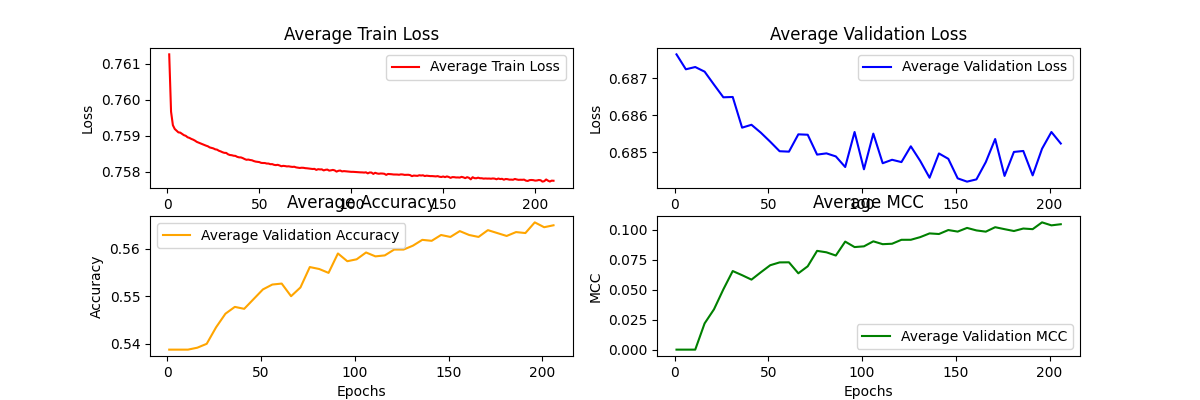 Average Train Loss
Average Validation Loss
Loss
0.761
0.760
0.759
0.758
Average Train Loss
0 50 100 150 200
Loss
0.687
0.686
0.685
Average Validation Loss
0 50 100 150 200
Average Accuracy
Average MCC
Accuracy
0.56
0.55
0.54
Average Validation Accuracy
0 50 100 150 200
Epochs
MCC
0.100
0.075
0.050
0.025
0.000
Average Validation MCC
0 50 100 150 200
Epochs